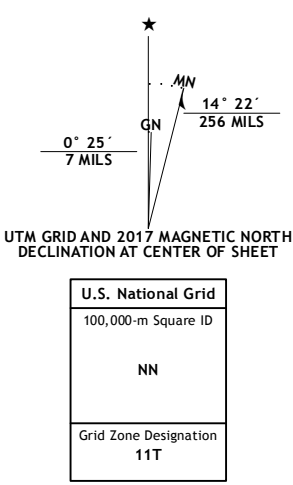 ★
MN
GN
14° 22´
256 MILS
0° 25´
7 MILS
UTM GRID AND 2017 MAGNETIC NORTH
DECLINATION AT CENTER OF SHEET
U.S. National Grid
100,000-m Square ID
NN
Grid Zone Designation
11T